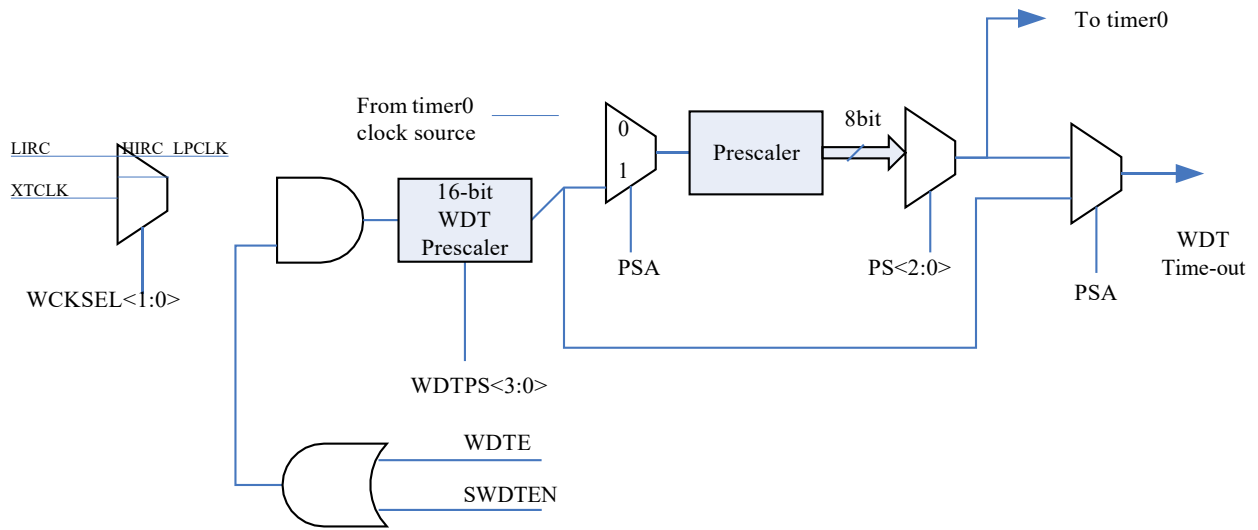 To timer0
From timer0
clock source
0
1
8bit
Prescaler
LIRC
HIRC
LPCLK
XTCLK
16-bit
WDT
Prescaler
WCKSEL<1:0>
PSA
PS<2:0>
WDT
Time-out
PSA
WDTPS<3:0>
WDTE
SWDTEN